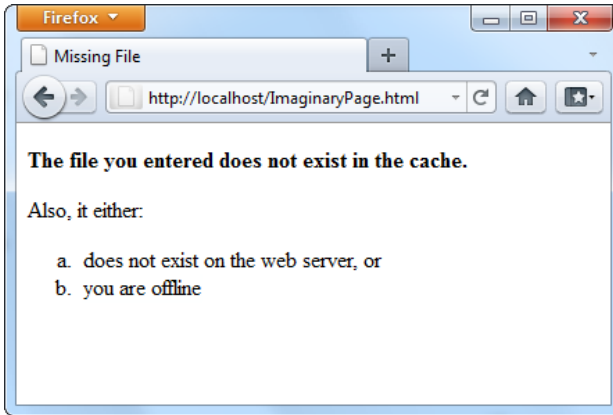 Firefox
Missing File
http://localhost/ImaginaryPage.html
The file you entered does not exist in the cache.
Also, it either:
a. does not exist on the web server, or
b. you are offline